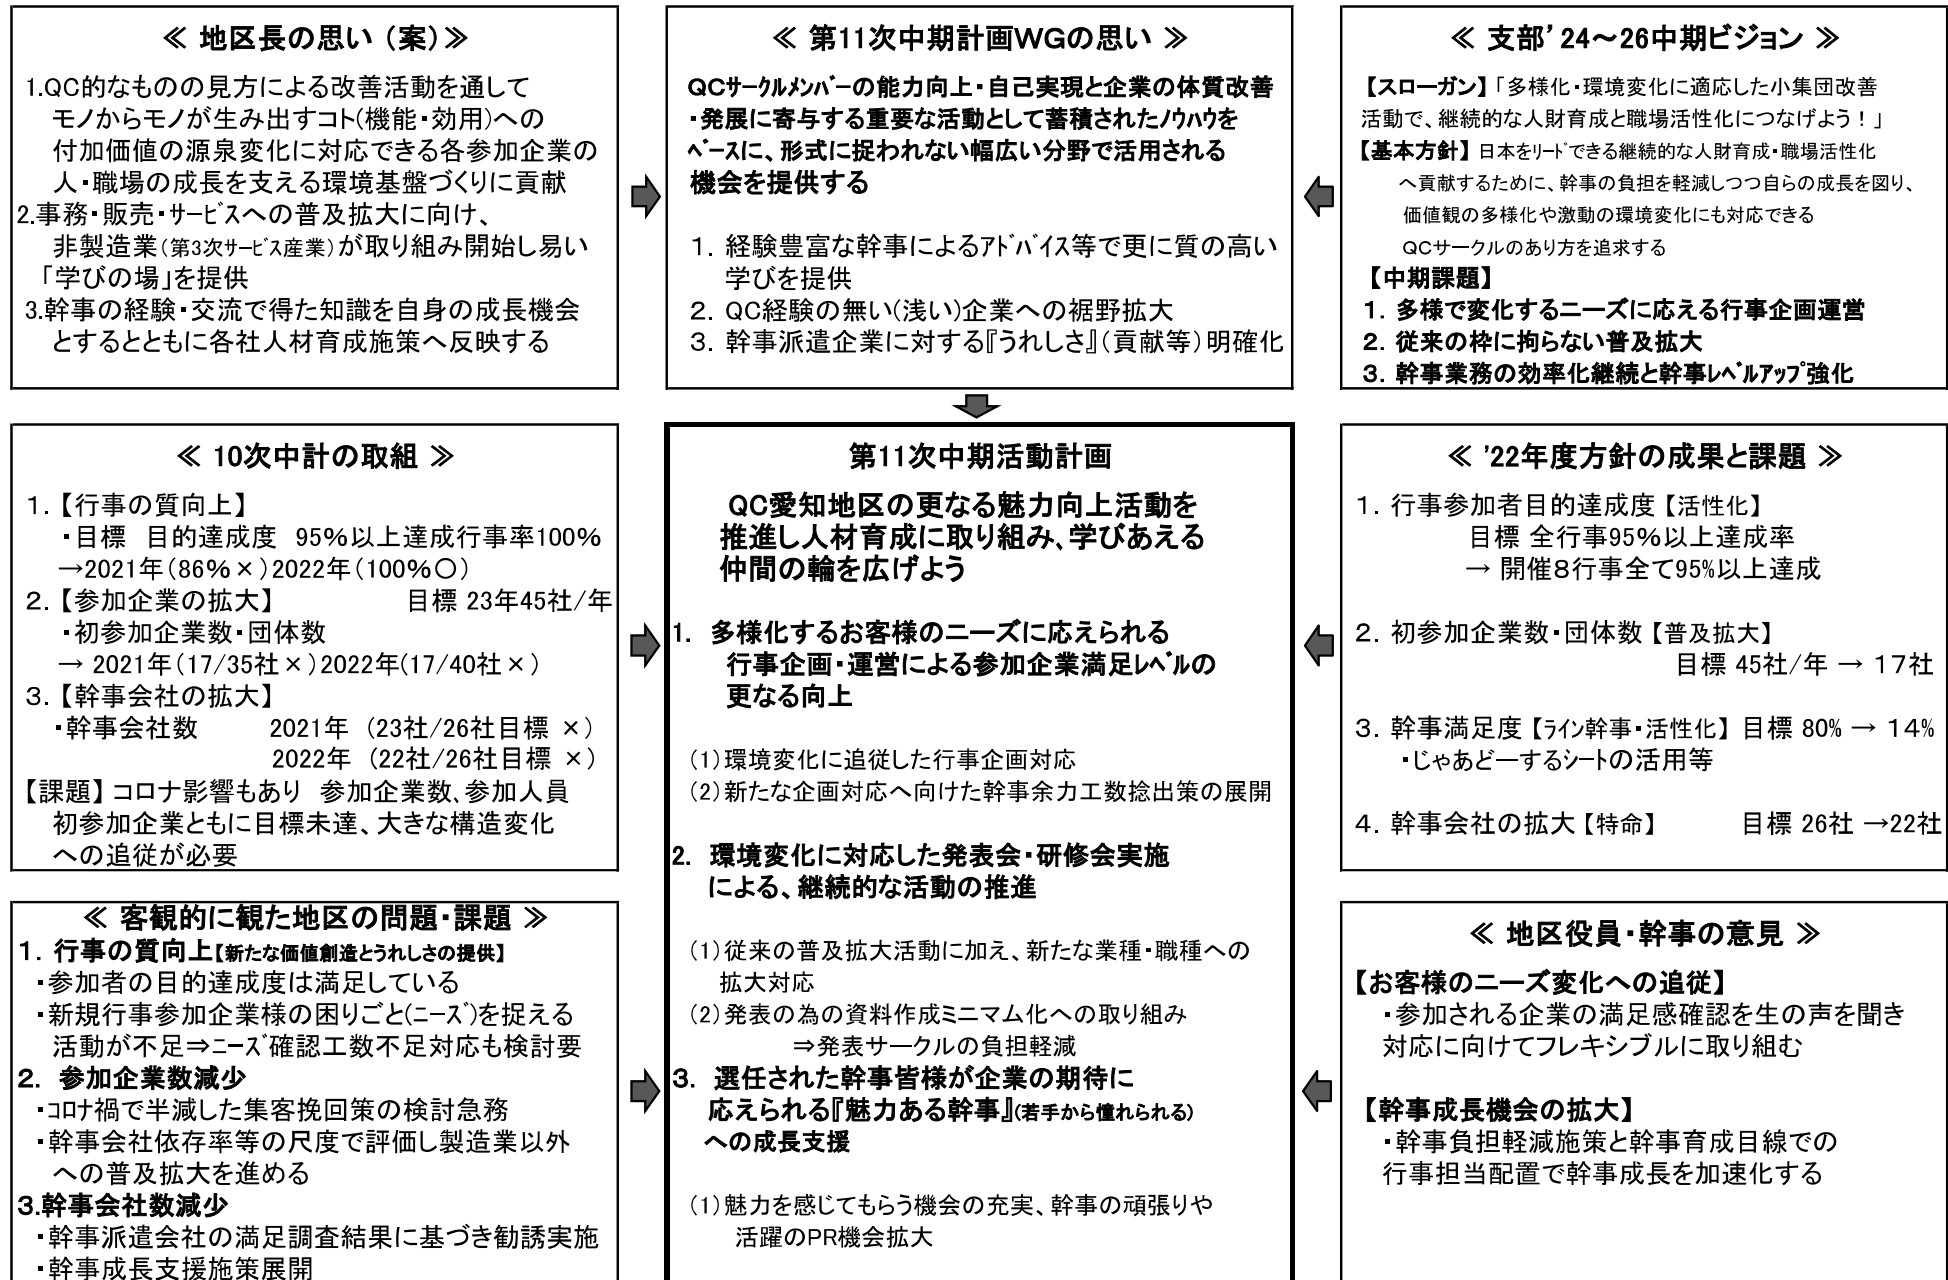 ≪ 地区長の思い（案）≫
1.QC的なものの見方による改善活動を通して
モノからモノが生み出すコト(機能・効用)への
付加価値の源泉変化に対応できる各参加企業の
人・職場の成長を支える環境基盤づくりに貢献
2.事務・販売・ｻｰﾋﾞｽへの普及拡大に向け、
非製造業(第3次ｻｰﾋﾞｽ産業)が取り組み開始し易い
「学びの場」を提供
3.幹事の経験・交流で得た知識を自身の成長機会
とするとともに各社人材育成施策へ反映する
≪ 第11次中期計画WGの思い ≫
QCｻｰｸﾙﾒﾝﾊﾞｰの能力向上・自己実現と企業の体質改善
・発展に寄与する重要な活動として蓄積されたﾉｳﾊｳを
ﾍﾞｰｽに、形式に捉われない幅広い分野で活用される
機会を提供する
1. 経験豊富な幹事によるｱﾄﾞﾊﾞｲｽ等で更に質の高い
学びを提供
2. QC経験の無い(浅い)企業への裾野拡大
3. 幹事派遣企業に対する『うれしさ』（貢献等）明確化
≪ 支部’24～26中期ビジョン ≫
【スローガン】「多様化・環境変化に適応した小集団改善
活動で、継続的な人財育成と職場活性化につなげよう！」
【基本方針】日本をﾘｰﾄﾞできる継続的な人財育成・職場活性化
へ貢献するために、幹事の負担を軽減しつつ自らの成長を図り、
価値観の多様化や激動の環境変化にも対応できる
QCサークルのあり方を追求する
【中期課題】
1. 多様で変化するニーズに応える行事企画運営
2. 従来の枠に拘らない普及拡大
3. 幹事業務の効率化継続と幹事ﾚﾍﾞﾙｱｯﾌﾟ強化
≪ 10次中計の取組 ≫
1.【行事の質向上】
・目標　目的達成度　95%以上達成行事率100%
→2021年（86%×）2022年（100%〇）
2.【参加企業の拡大】　目標 23年45社/年
・初参加企業数・団体数
→ 2021年（17/35社×）2022年(17/40社×）
3.【幹事会社の拡大】
・幹事会社数　2021年（23社/26社目標 ×）
2022年（22社/26社目標 ×）
【課題】コロナ影響もあり　参加企業数、参加人員
初参加企業ともに目標未達、大きな構造変化
への追従が必要
第11次中期活動計画
QC愛知地区の更なる魅力向上活動を
推進し人材育成に取り組み、学びあえる
仲間の輪を広げよう
1. 多様化するお客様のニーズに応えられる
行事企画・運営による参加企業満足ﾚﾍﾞﾙの
更なる向上
（1）環境変化に追従した行事企画対応
（2）新たな企画対応へ向けた幹事余力工数捻出策の展開
2. 環境変化に対応した発表会・研修会実施
による、継続的な活動の推進
（1）従来の普及拡大活動に加え、新たな業種・職種への
拡大対応
（2）発表の為の資料作成ミニマム化への取り組み
⇒発表サークルの負担軽減
3. 選任された幹事皆様が企業の期待に
応えられる『魅力ある幹事』(若手から憧れられる)
への成長支援
（1）魅力を感じてもらう機会の充実、幹事の頑張りや
活躍のPR機会拡大
≪ ’22年度方針の成果と課題 ≫
1. 行事参加者目的達成度【活性化】
目標 全行事95%以上達成率
→ 開催８行事全て95%以上達成
2. 初参加企業数・団体数【普及拡大】
目標 45社/年 → 17社
3. 幹事満足度【ﾗｲﾝ幹事・活性化】目標 80% → 14%
・じゃあどーするｼｰﾄの活用等
4. 幹事会社の拡大【特命】　目標 26社 →22社
≪ 客観的に観た地区の問題・課題 ≫
1. 行事の質向上【新たな価値創造とうれしさの提供】
・参加者の目的達成度は満足している
・新規行事参加企業様の困りごと(ﾆｰｽﾞ)を捉える
活動が不足⇒ﾆｰｽﾞ確認工数不足対応も検討要
2. 参加企業数減少
・ｺﾛﾅ禍で半減した集客挽回策の検討急務
・幹事会社依存率等の尺度で評価し製造業以外
への普及拡大を進める
3.幹事会社数減少
・幹事派遣会社の満足調査結果に基づき勧誘実施
・幹事成長支援施策展開
≪ 地区役員・幹事の意見 ≫
【お客様のニーズ変化への追従】
・参加される企業の満足感確認を生の声を聞き
対応に向けてフレキシブルに取り組む
【幹事成長機会の拡大】
・幹事負担軽減施策と幹事育成目線での
行事担当配置で幹事成長を加速化する